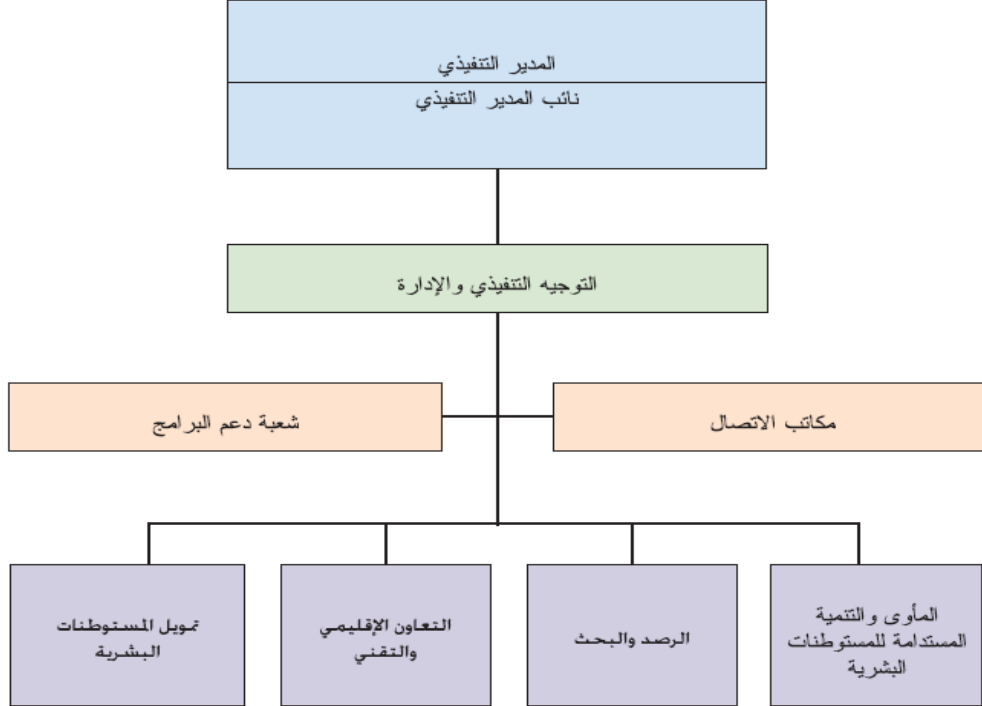 المدير التنفيذي
نائب المدير التنفيذي
التوجيه التنفيذي والإدارة
مكاتب الاتصال
شعبة دعم البرامج
المأوى والتنمية
المستدامة للمستوطنات
البشرية
الرصد والبحث
التعاون الإقليمي
والتقني
تمويل المستوطنات
البشرية